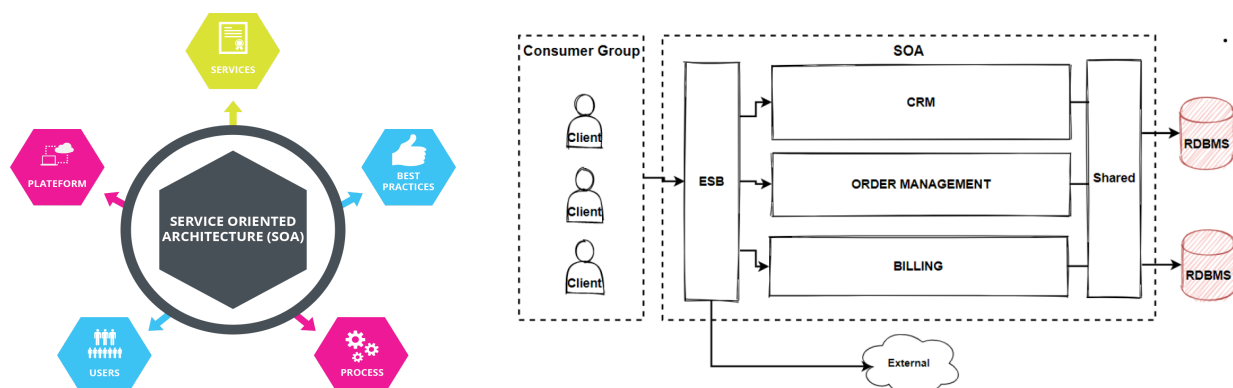 SERVICES
PLATEFORM
BEST
PRACTICES
SERVICE ORIENTED
ARCHITECTURE (SOA)
USERS
PROCESS
Consumer Group
Client
Client
Client
SOA
ESB
CRM
ORDER MANAGEMENT
BILLING
Shared
RDBMS
RDBMS
External